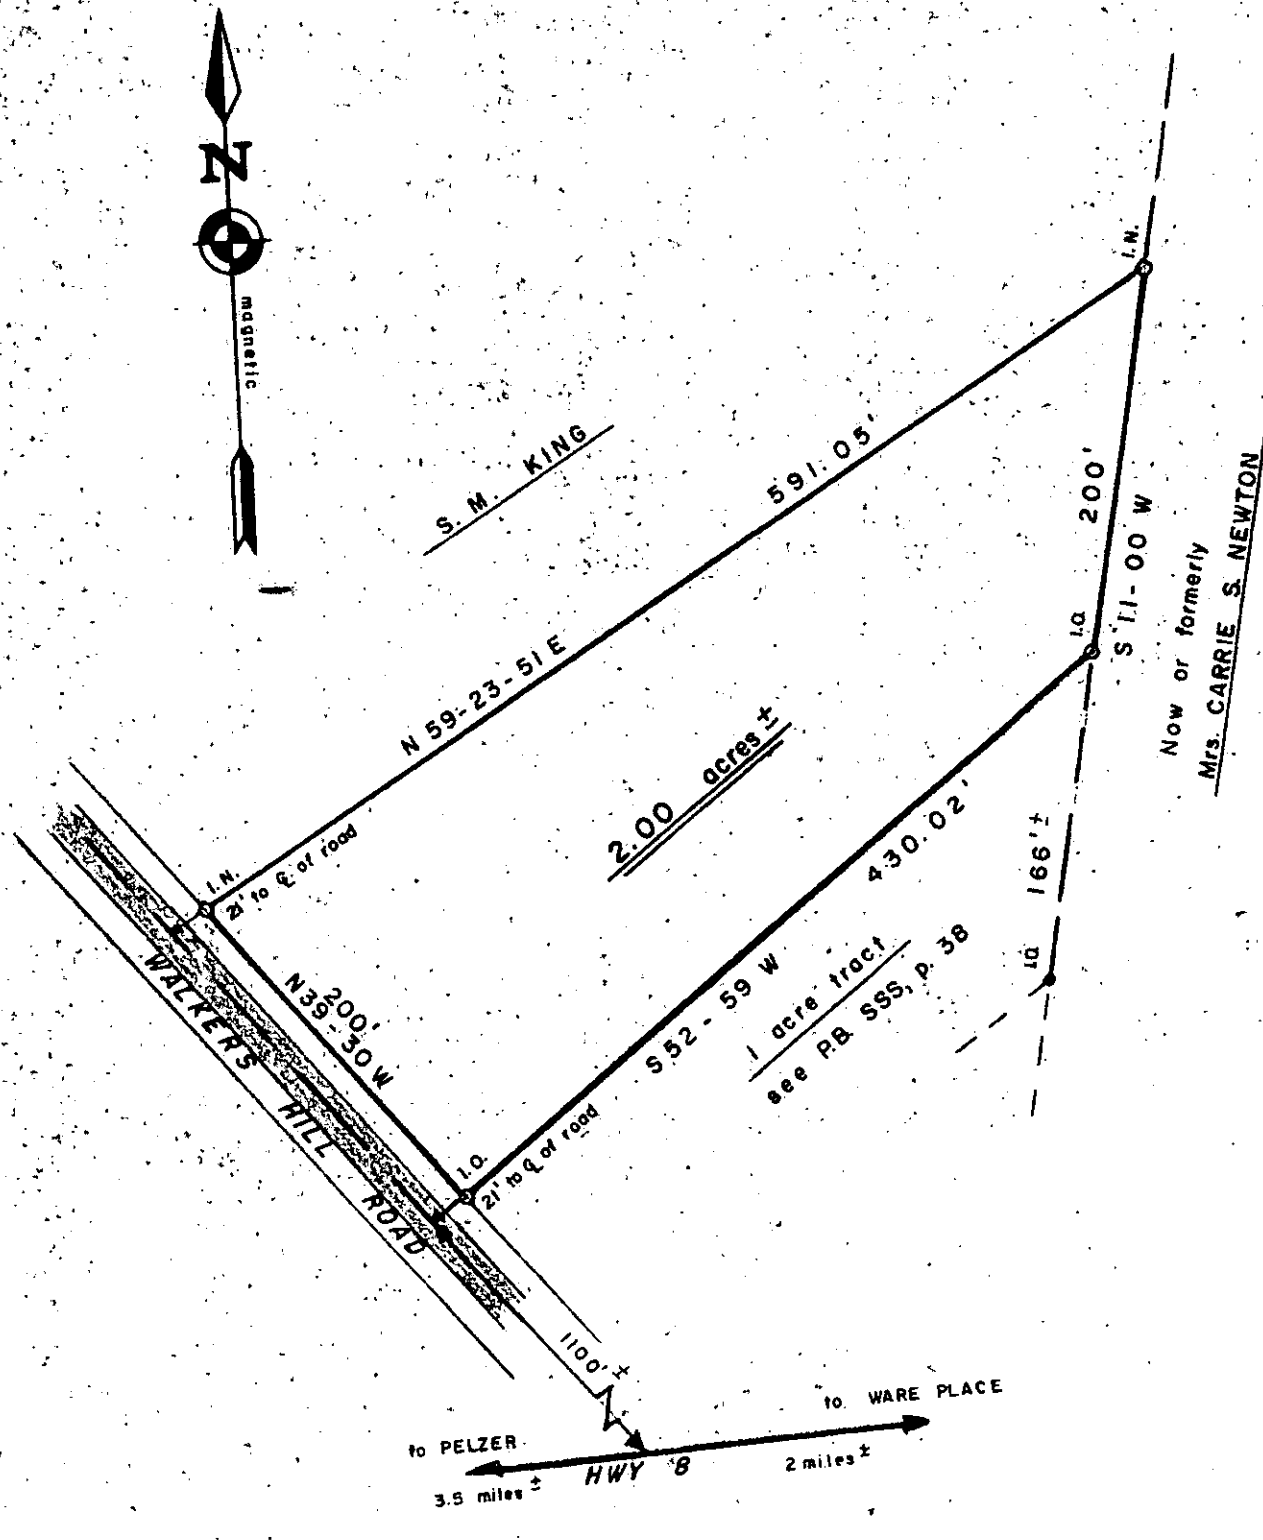 N
magnetic
I.N.
S. M. KING
591.05'
200'
S 11-00 W
Now or formerly
Mrs. CARRIE S. NEWTON
I.O.
N 59-23-51 E
2.00 acres ±
430.02'
166' ±
I.O.
I.N.
21' to ℄ of road
200'
N39-30 W
WALKERS HILL ROAD
S 52-59 W
1 acre tract
see P.B. SSS, p. 38
I.O.
21' to ℄ of road
1100' ±
to PELZER
3.5 miles ±
HWY 8
to WARE PLACE
2 miles ±